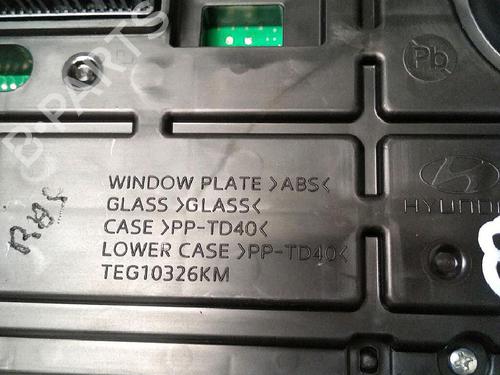 Pb
WINDOW PLATE >ABS<
GLASS >GLASS<
CASE >PP-TD40<
LOWER CASE >PP-TD40<
TEG10326KM
HYUNDAI
B-PARTS